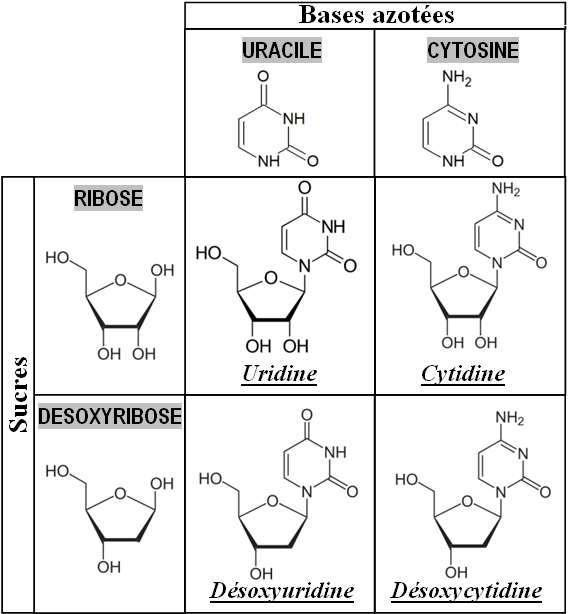 Bases azotées
URACILE CYTOSINE
O NH2
NH N
NH O NH O
Sucres
RIBOSE
HO O OH
OH OH
O
NH
HO N O
O
OH OH
Uridine
NH2
N
HO N O
O
OH OH
Cytidine
DESOXYRIBOSE
HO O OH
OH
O
NH
HO N O
O
OH
Désoxyuridine
NH2
N
HO N O
O
OH
Désoxycytidine